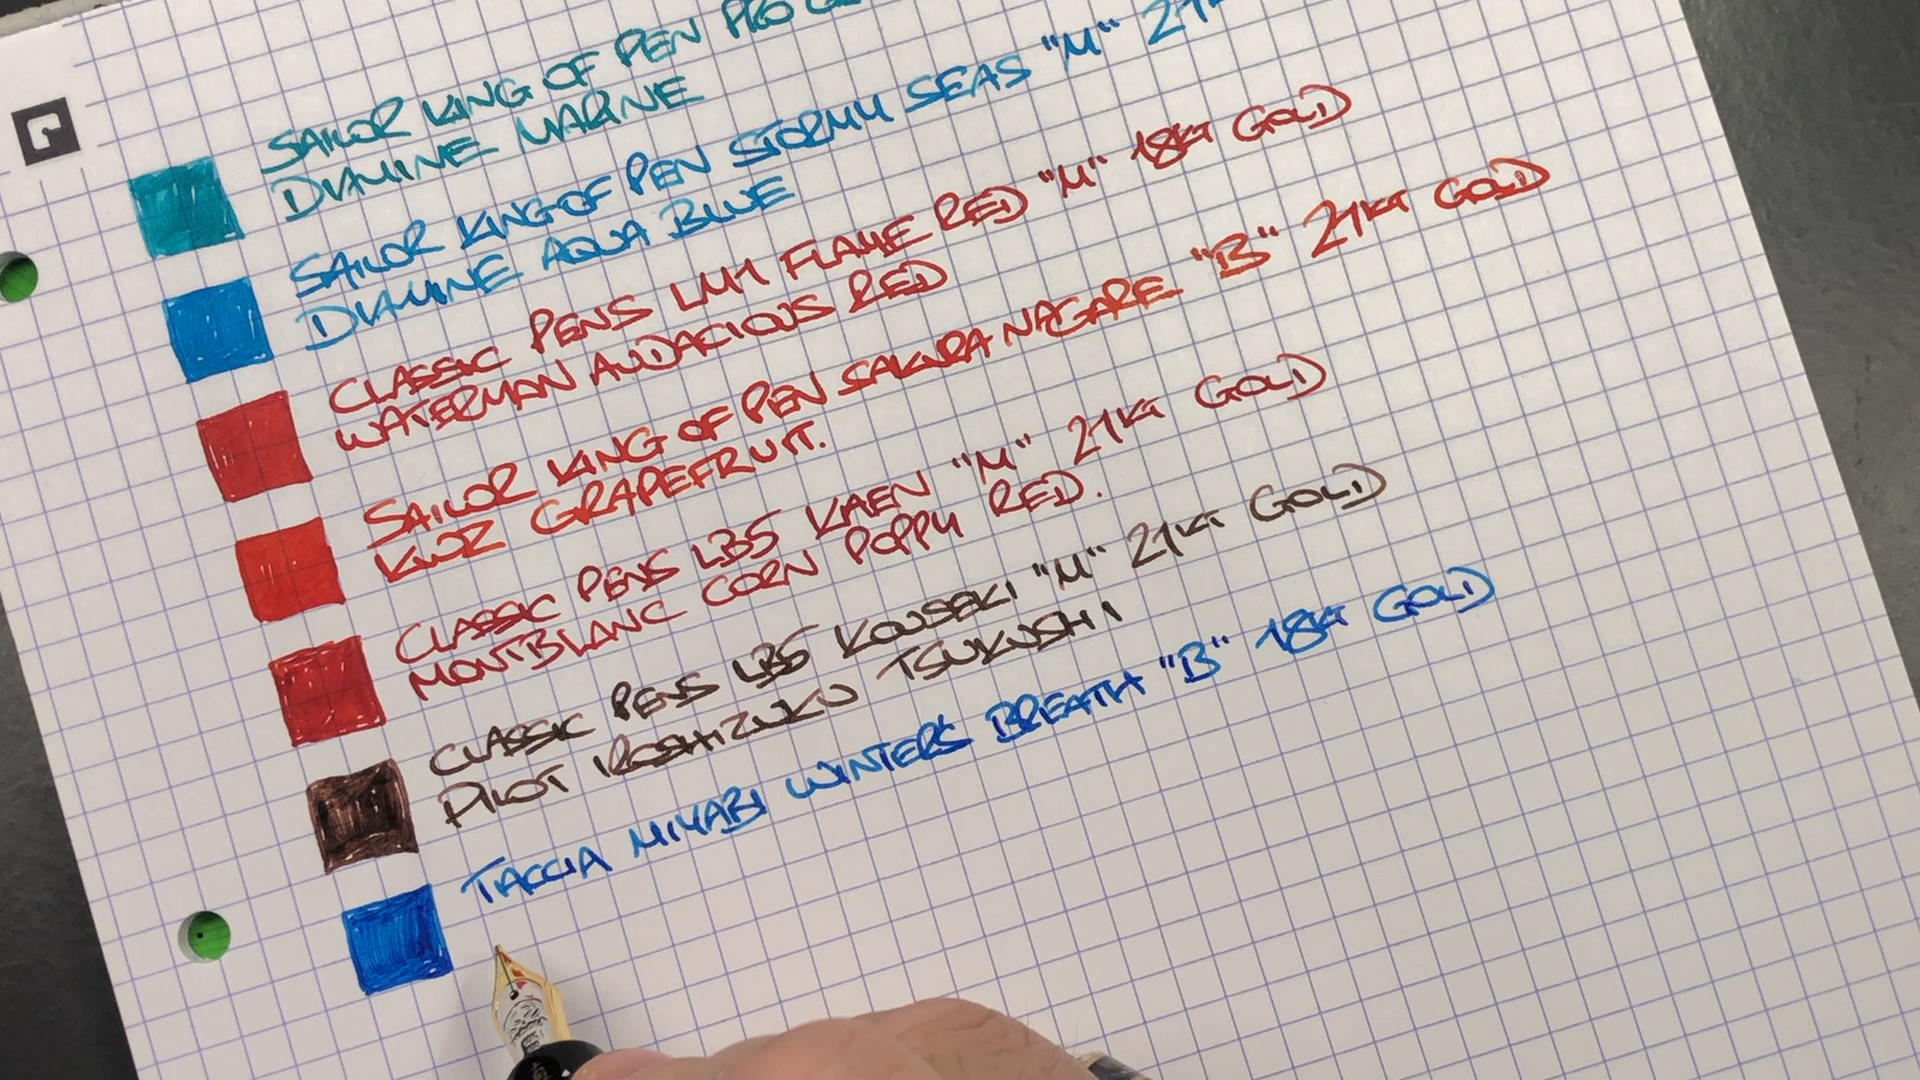 SAILOR KING OF PEN PRO
DIAMINE MARINE
SAILOR KING OF PEN STORMY SEAS "M" 21K
DIAMINE AQUA BLUE
CLASSIC PENS LM1 FLAME RED "M" 18KT GOLD
WATERMAN AUDACIOUS RED
SAILOR KING OF PEN SAKURA NAGARE "B" 21KT GOLD
KWZ GRAPEFRUIT.
CLASSIC PENS LB5 KAEN "M" 21KT GOLD
MONTBLANC CORN POPPY RED.
CLASSIC PENS LB5 KOUSEKI "M" 21KT GOLD
PILOT IROSHIZUKU TSUKUSHI
TACCIA MIYABI WINTER'S BREATH "B" 18KT GOLD